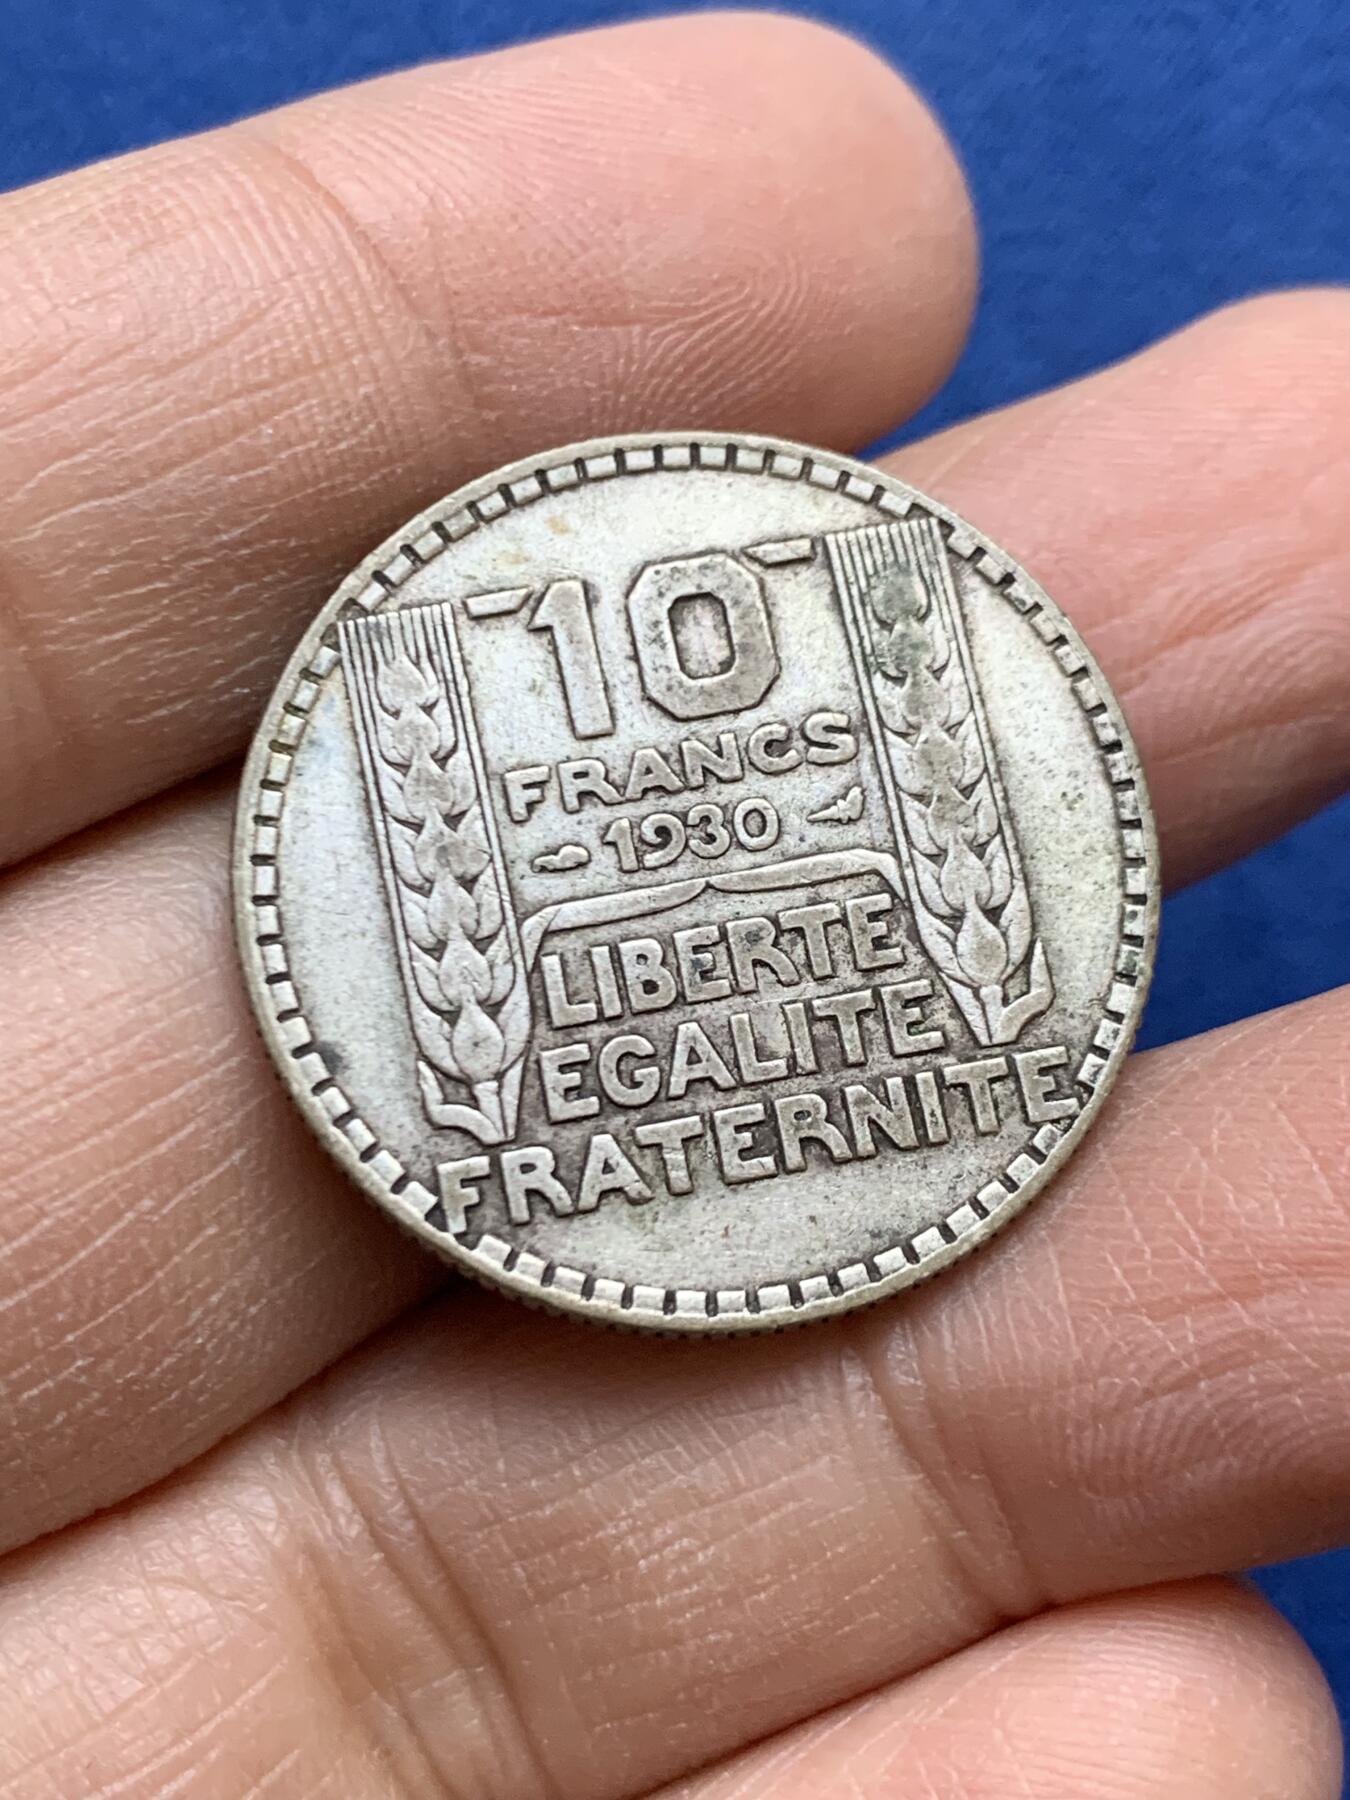 10
FRANCS
1930
LIBERTE
EGALITE
FRATERNITE